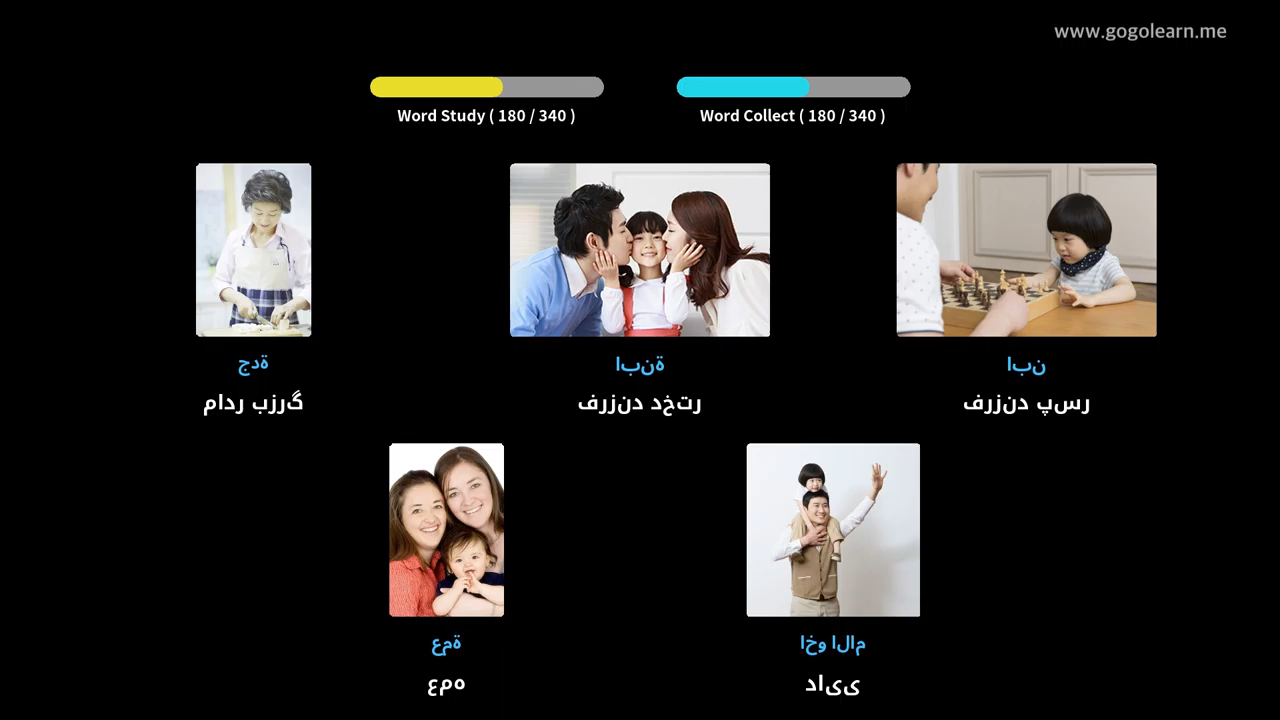 www.gogolearn.me
Word Study ( 180 / 340 )
Word Collect ( 180 / 340 )
جدة
مادر بزرگ
ابنة
فرزند دختر
ابن
فرزند پسر
عمة
عمه
اخو الام
دایی